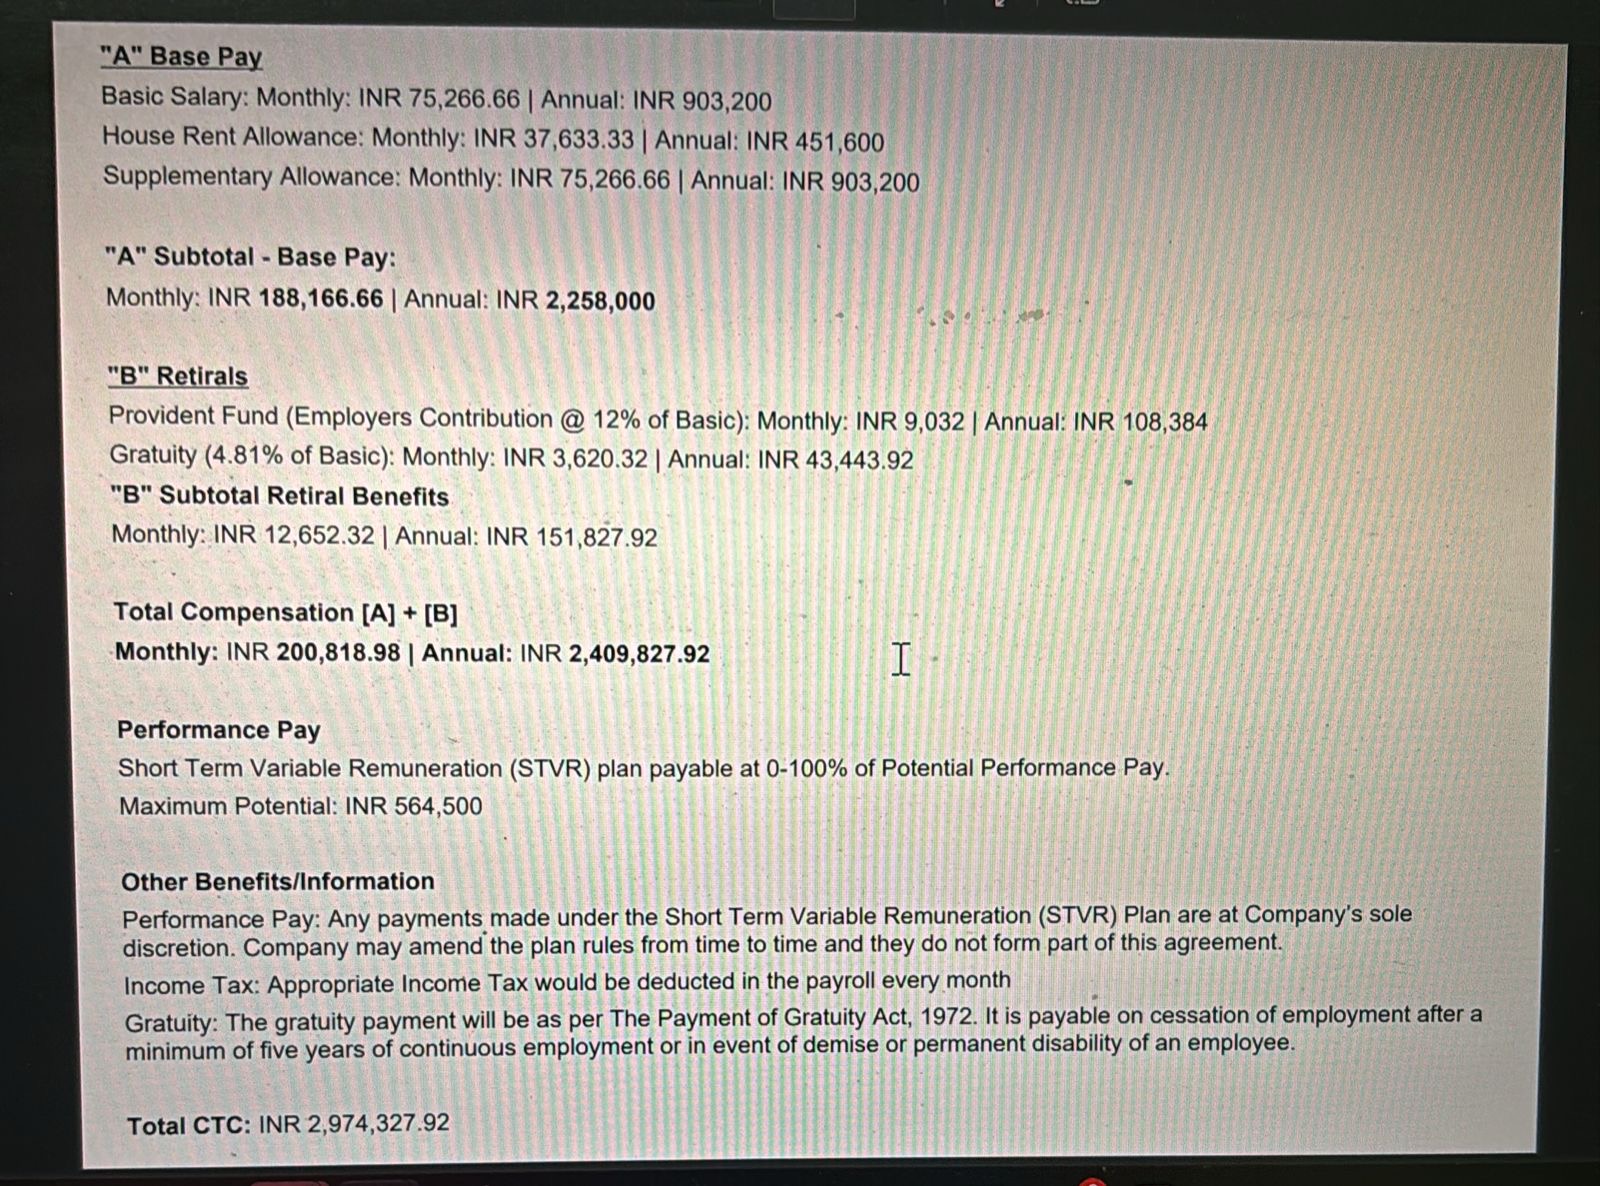 "A" Base Pay
Basic Salary: Monthly: INR 75,266.66 | Annual: INR 903,200
House Rent Allowance: Monthly: INR 37,633.33 | Annual: INR 451,600
Supplementary Allowance: Monthly: INR 75,266.66 | Annual: INR 903,200
"A" Subtotal - Base Pay:
Monthly: INR 188,166.66 | Annual: INR 2,258,000
"B" Retirals
Provident Fund (Employers Contribution @ 12% of Basic): Monthly: INR 9,032 | Annual: INR 108,384
Gratuity (4.81% of Basic): Monthly: INR 3,620.32 | Annual: INR 43,443.92
"B" Subtotal Retiral Benefits
Monthly: INR 12,652.32 | Annual: INR 151,827.92
Total Compensation [A] + [B]
Monthly: INR 200,818.98 | Annual: INR 2,409,827.92
Performance Pay
Short Term Variable Remuneration (STVR) plan payable at 0-100% of Potential Performance Pay.
Maximum Potential: INR 564,500
Other Benefits/Information
Performance Pay: Any payments made under the Short Term Variable Remuneration (STVR) Plan are at Company's sole
discretion. Company may amend the plan rules from time to time and they do not form part of this agreement.
Income Tax: Appropriate Income Tax would be deducted in the payroll every month
Gratuity: The gratuity payment will be as per The Payment of Gratuity Act, 1972. It is payable on cessation of employment after a
minimum of five years of continuous employment or in event of demise or permanent disability of an employee.
Total CTC: INR 2,974,327.92